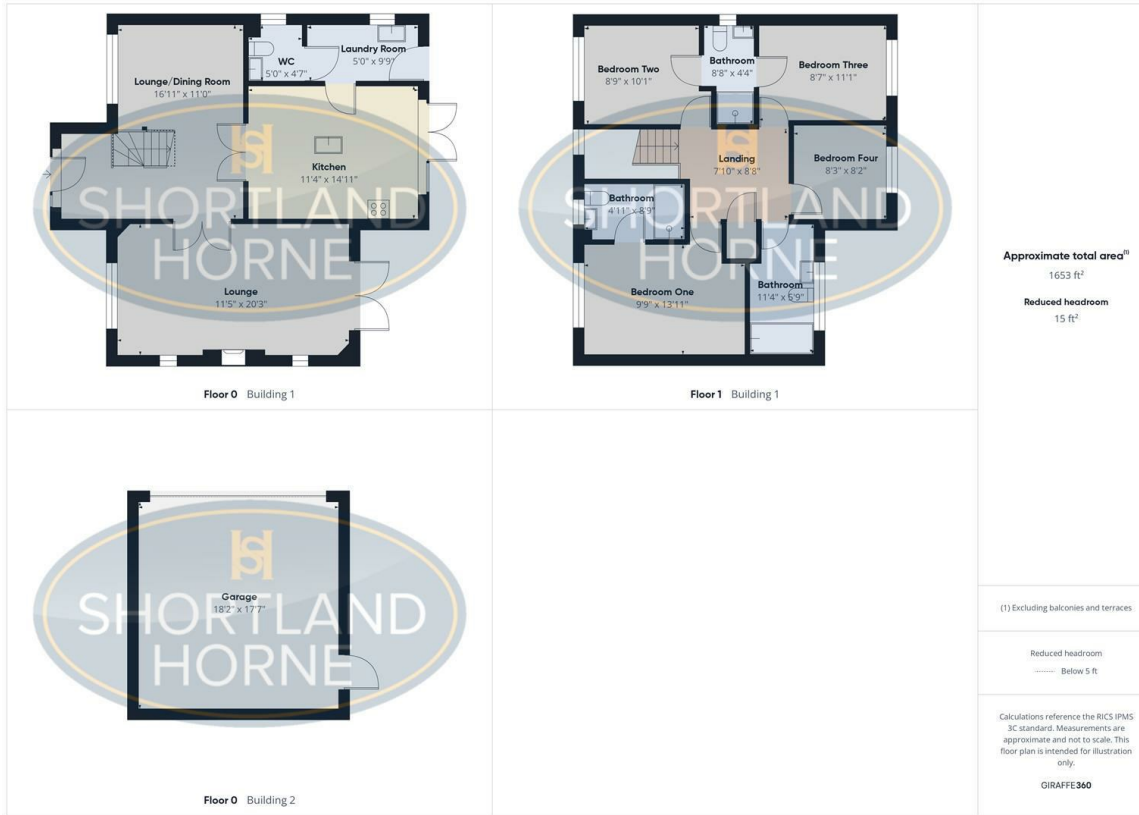 Lounge/Dining Room
16'11" x 11'0"
WC
5'0" x 4'7"
Laundry Room
5'0" x 9'9"
Kitchen
11'4" x 14'11"
Lounge
11'5" x 20'3"
HS
SHORTLAND
HORNE
Floor 0 Building 1
Bedroom Two
8'9" x 10'1"
Bathroom
8'8" x 4'4"
Bedroom Three
8'7" x 11'1"
Landing
7'10" x 8'8"
Bedroom Four
8'3" x 8'2"
Bathroom
4'11" x 8'9"
Bedroom One
9'9" x 13'11"
Bathroom
11'4" x 5'9"
HS
SHORTLAND
HORNE
Floor 1 Building 1
Garage
18'2" x 17'7"
HS
SHORTLAND
HORNE
Floor 0 Building 2
Approximate total area(1)
1653 ft²
Reduced headroom
15 ft²
(1) Excluding balconies and terraces
Reduced headroom
Below 5 ft
Calculations reference the RICS IPMS
3C standard. Measurements are
approximate and not to scale. This
floor plan is intended for illustration
only.
GIRAFFE360